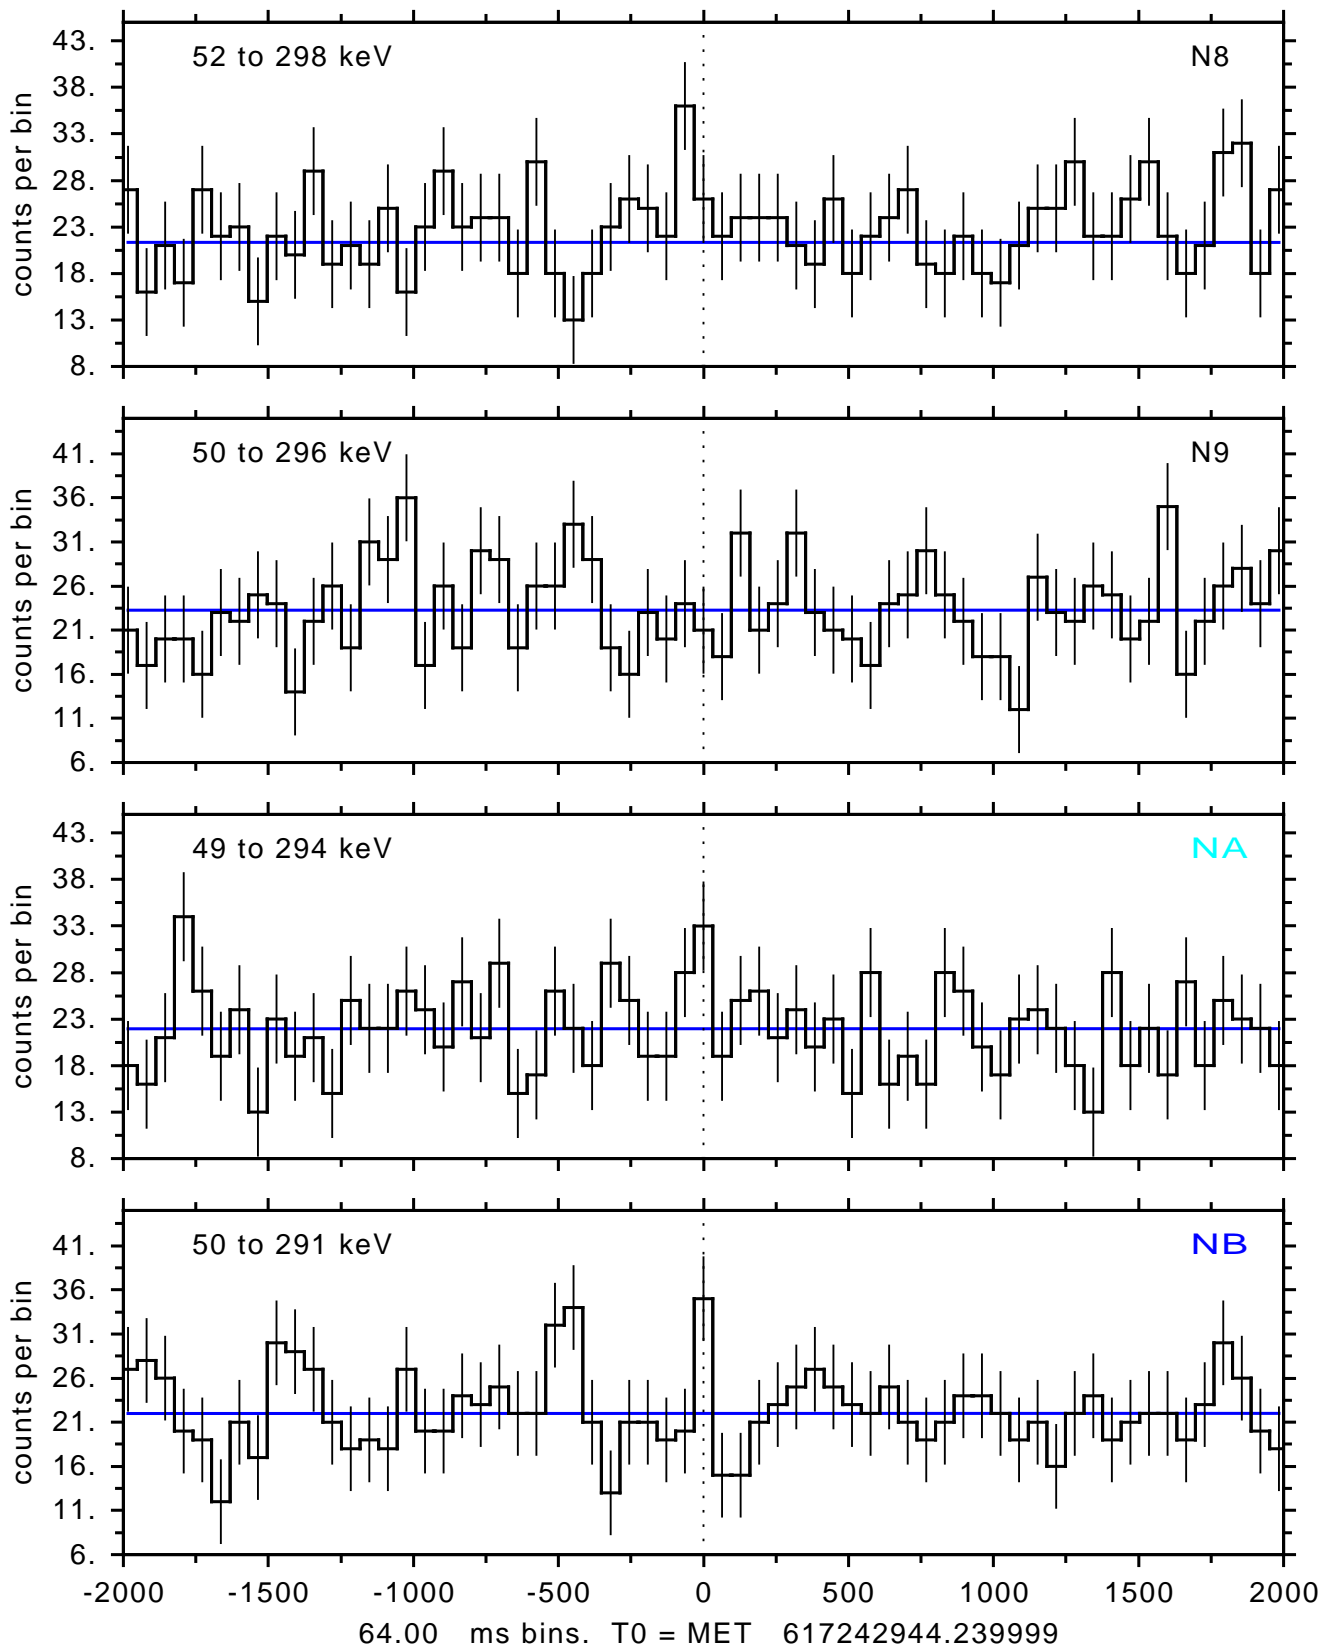 52 to 298 keV
N8
counts per bin
43.
38.
33.
28.
23.
18.
13.
8.
50 to 296 keV
N9
counts per bin
41.
36.
31.
26.
21.
16.
11.
6.
49 to 294 keV
NA
counts per bin
43.
38.
33.
28.
23.
18.
13.
8.
50 to 291 keV
NB
counts per bin
41.
36.
31.
26.
21.
16.
11.
6.
-2000 -1500 -1000 -500 0 500 1000 1500 2000
64.00 ms bins. T0 = MET 617242944.239999